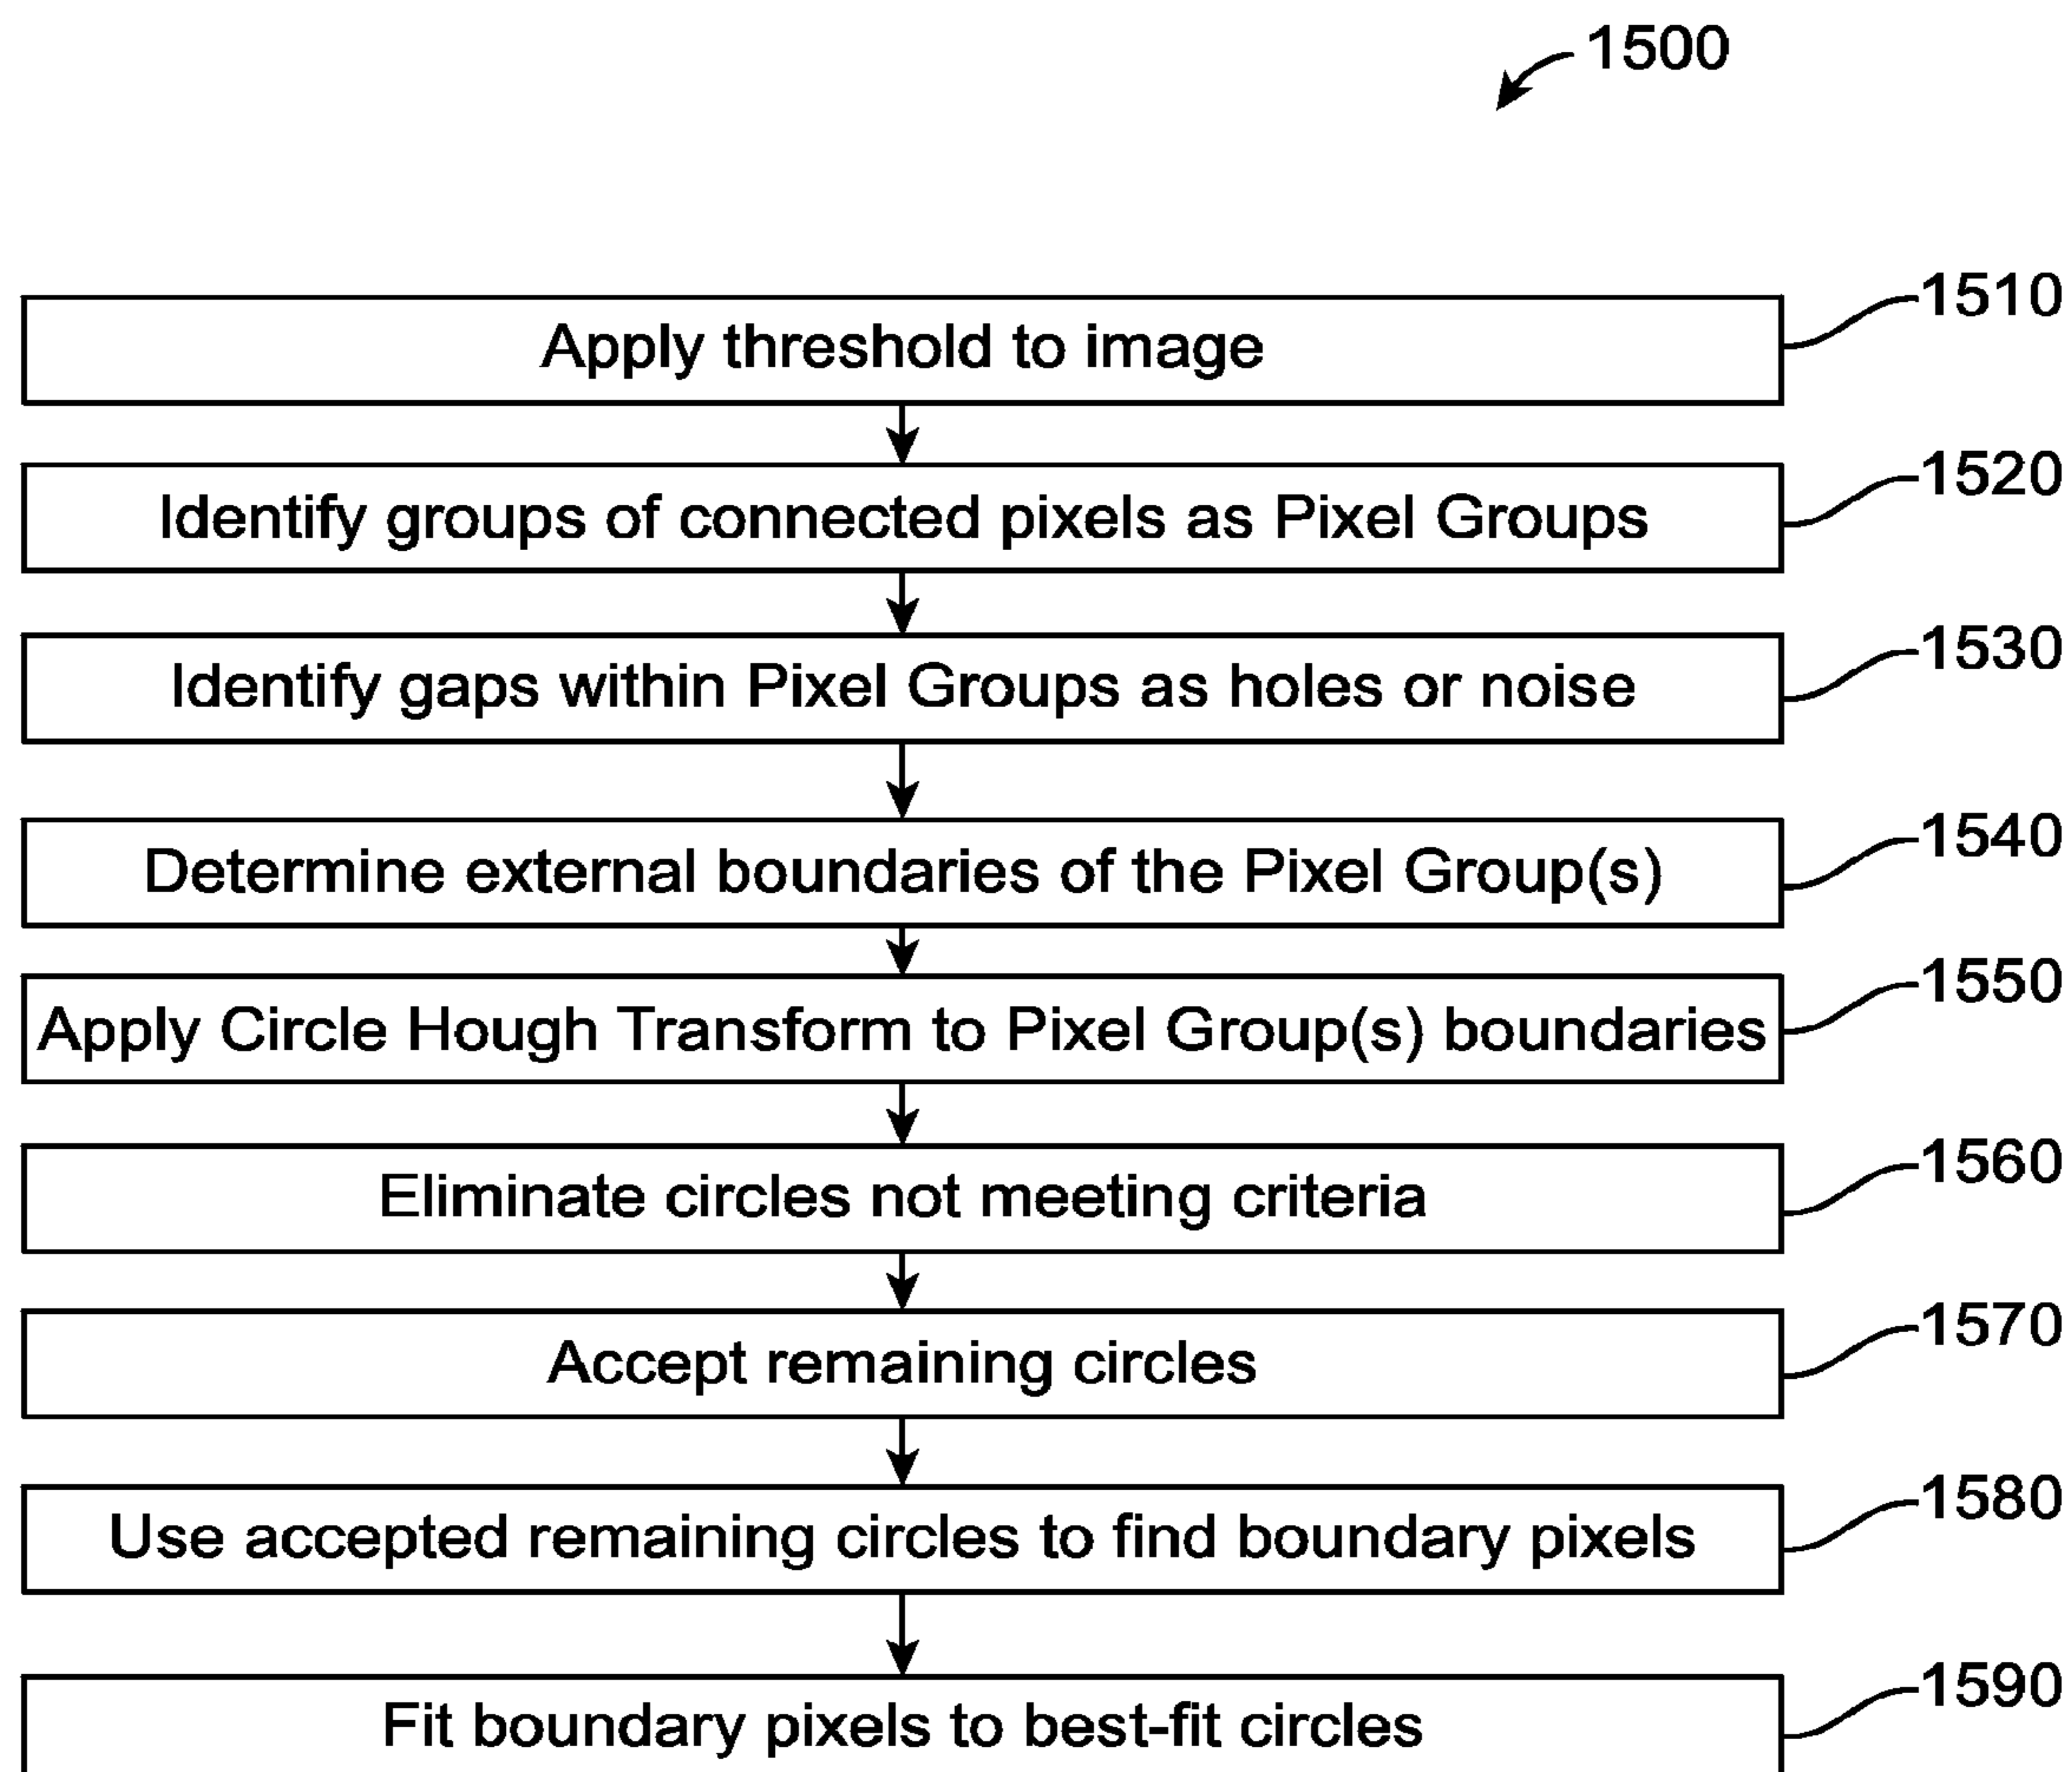 1500
Apply threshold to image
1510
Identify groups of connected pixels as Pixel Groups
1520
Identify gaps within Pixel Groups as holes or noise
1530
Determine external boundaries of the Pixel Group(s)
1540
Apply Circle Hough Transform to Pixel Group(s) boundaries
1550
Eliminate circles not meeting criteria
1560
Accept remaining circles
1570
Use accepted remaining circles to find boundary pixels
1580
Fit boundary pixels to best-fit circles
1590